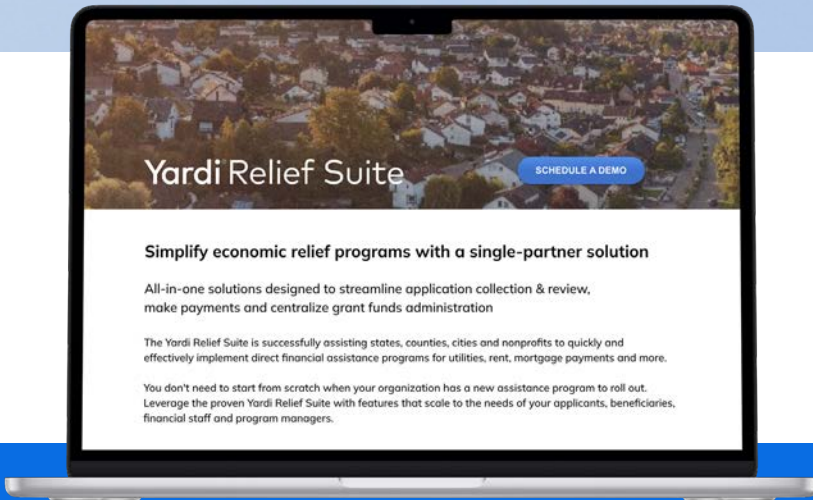 Yardi Relief Suite
SCHEDULE A DEMO
Simplify economic relief programs with a single-partner solution
All-in-one solutions designed to streamline application collection & review,
make payments and centralize grant funds administration
The Yardi Relief Suite is successfully assisting states, counties, cities and nonprofits to quickly and
effectively implement direct financial assistance programs for utilities, rent, mortgage payments and more.
You don't need to start from scratch when your organization has a new assistance program to roll out.
Leverage the proven Yardi Relief Suite with features that scale to the needs of your applicants, beneficiaries,
financial staff and program managers.